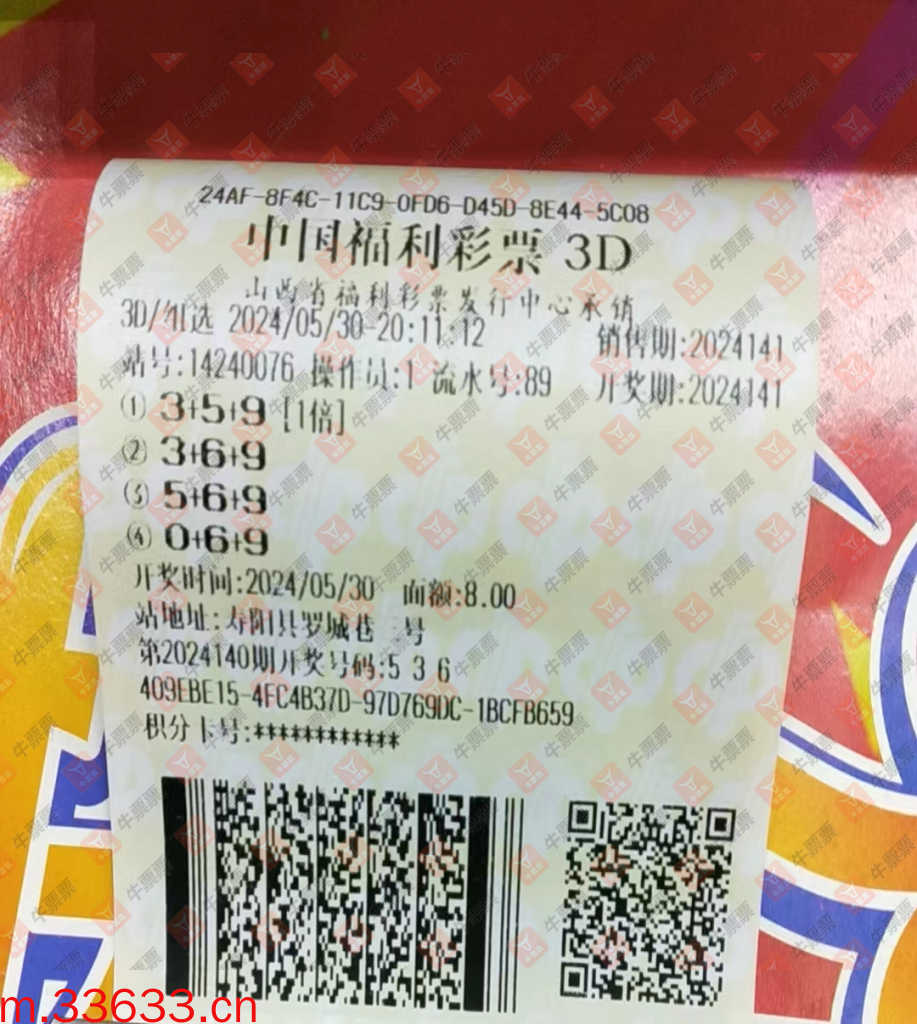 24AF-8F4C-11C9-0FD6-D45D-8E44-5C08
中国福利彩票 3D
山西省福利彩票发行中心承销
3D/组选 2024/05/30-20:11:12 销售期:2024141
站号:14240076 操作员:1 流水号:89 开奖期:2024141
① 3+5+9 [1倍]
② 3+6+9
③ 5+6+9
④ 0+6+9
开奖时间:2024/05/30 面额:8.00
站地址:寿阳县罗城巷 号
第2024140期开奖号码:5 3 6
409EBE15-4FC4B37D-97D769DC-1BCFB659
积分卡号:************
牛票票
m.33633.cn